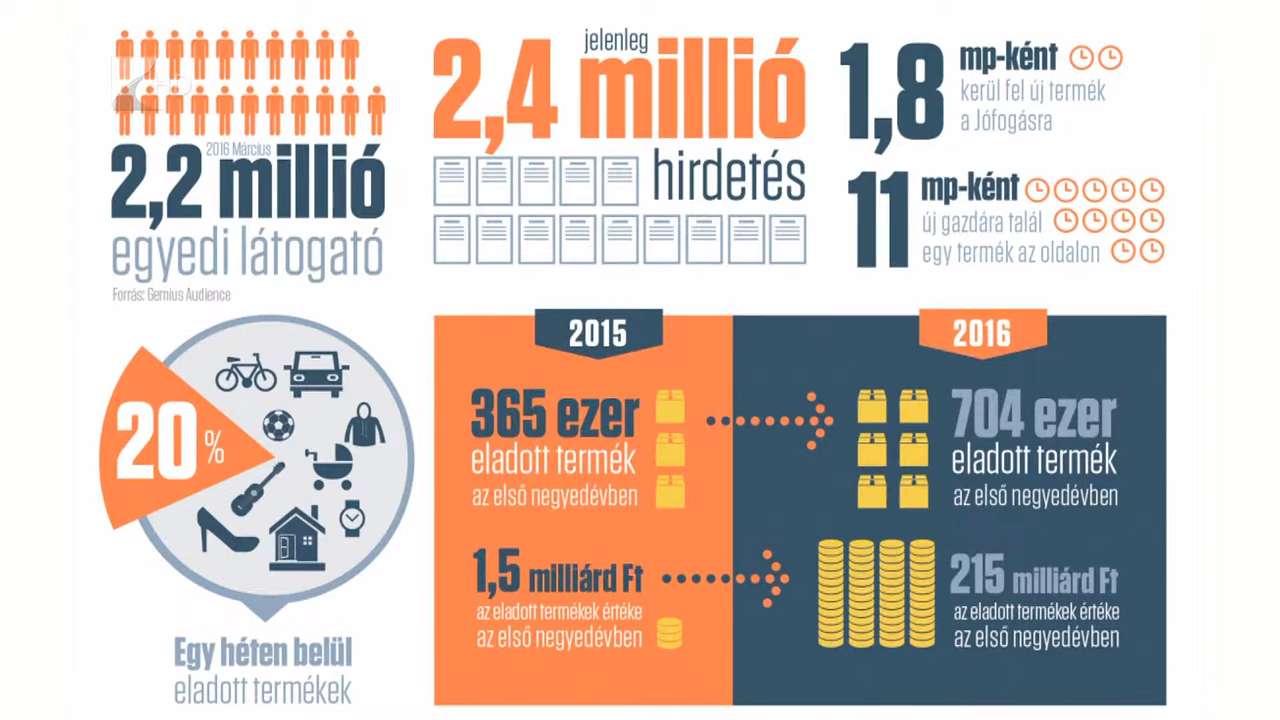 HD
2016 Március
2,2 millió
egyedi látogató
Forrás: Gemius Audience
jelenleg
2,4 millió
hirdetés
1,8 mp-ként
kerül fel új termék
a Jófogásra
11 mp-ként
új gazdára talál
egy termék az oldalon
20 %
Egy héten belül
eladott termékek
2015
365 ezer
eladott termék
az első negyedévben
1,5 milliárd Ft
az eladott termékek értéke
az első negyedévben
2016
704 ezer
eladott termék
az első negyedévben
215 milliárd Ft
az eladott termékek értéke
az első negyedévben